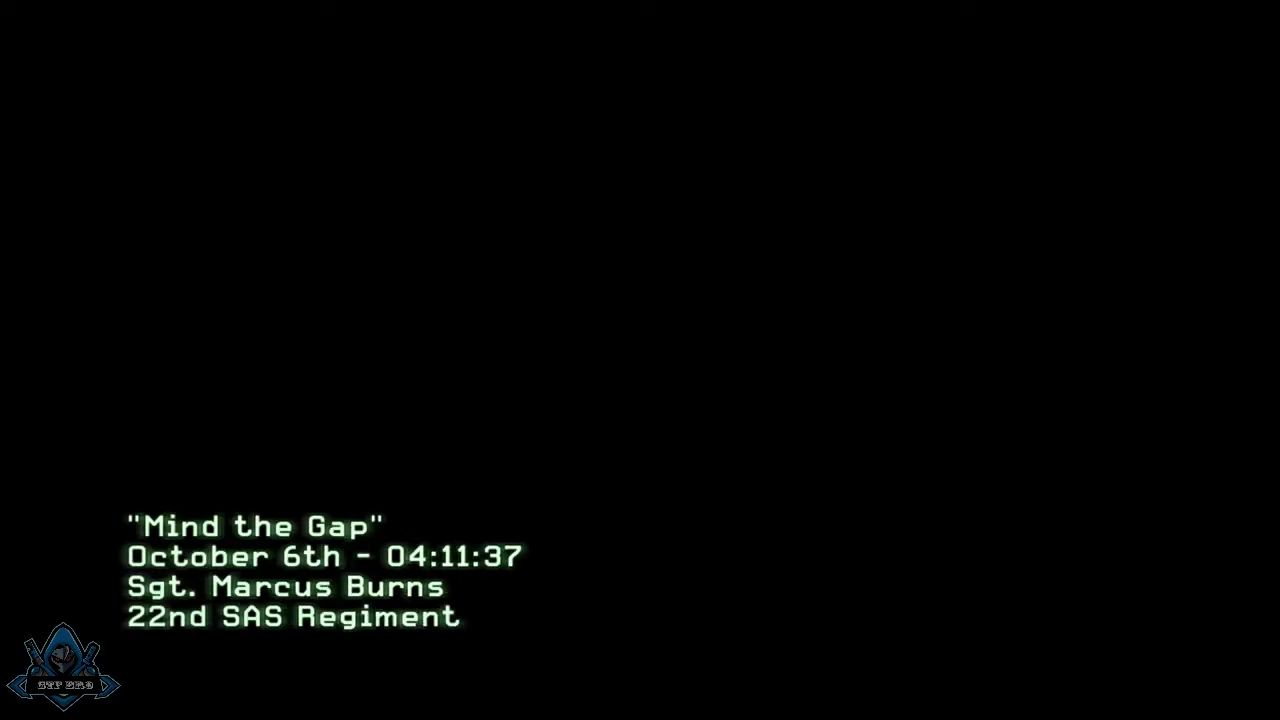 "Mind the Gap"
October 6th - 04:11:37
Sgt. Marcus Burns
22nd SAS Regiment